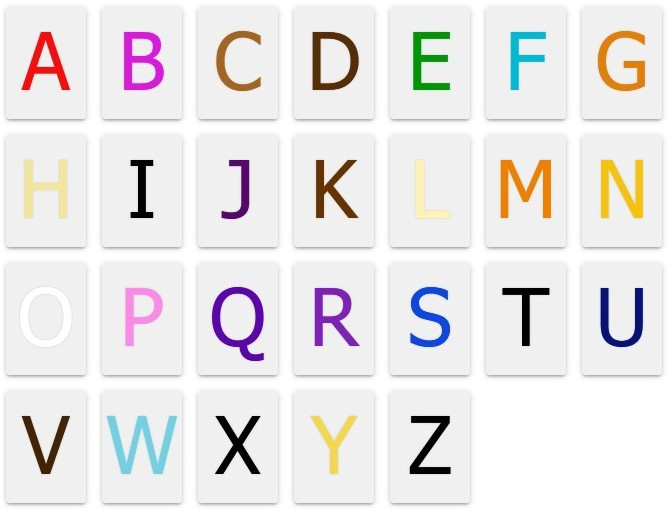 A B C D E F G
H I J K L M N
O P Q R S T U
V W X Y Z